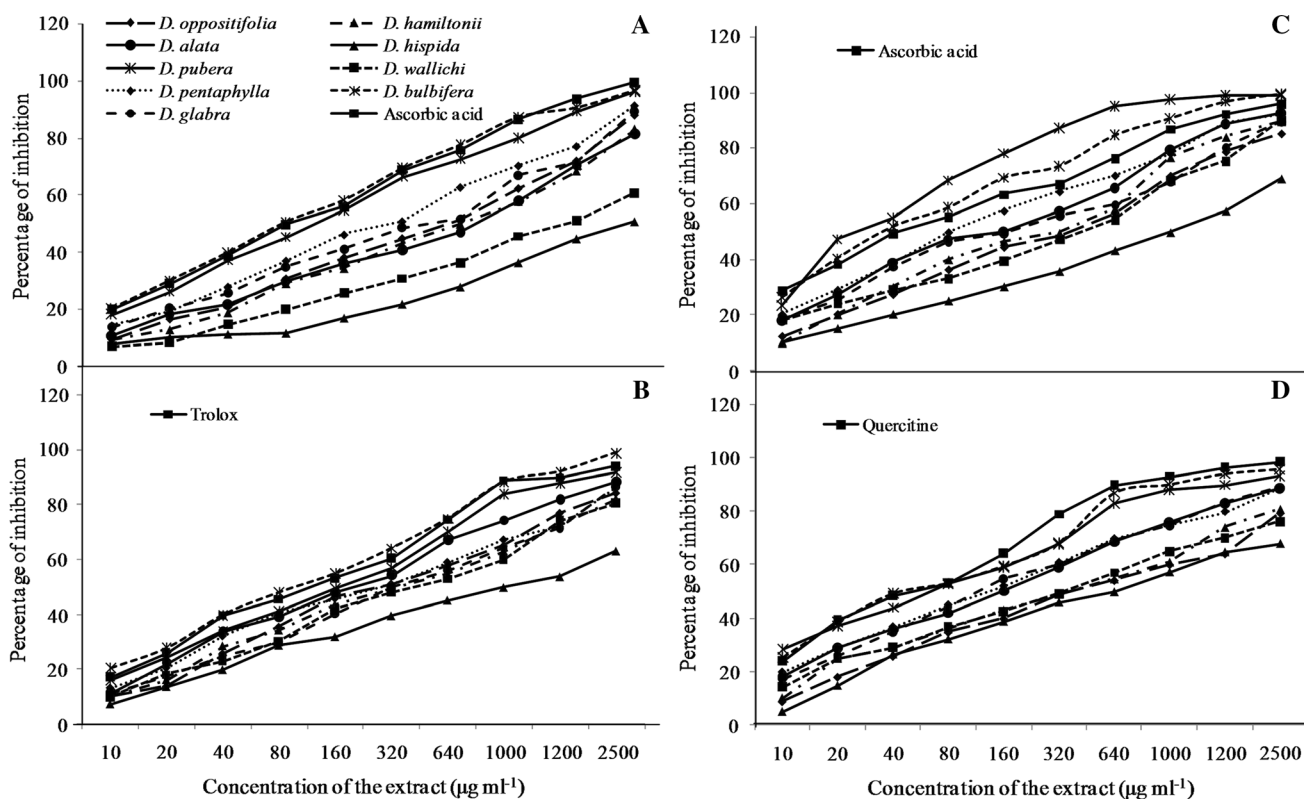 A
D. oppositifolia
D. alata
D. pubera
D. pentaphylla
D. glabra
D. hamiltonii
D. hispida
D. wallichi
D. bulbifera
Ascorbic acid
Percentage of inhibition
120
100
80
60
40
20
0
B
Trolox
Percentage of inhibition
120
100
80
60
40
20
0
10 20 40 80 160 320 640 1000 1200 2500
Concentration of the extract (µg ml-1)
C
Ascorbic acid
Percentage of inhibition
120
100
80
60
40
20
0
D
Quercitine
Percentage of inhibition
120
100
80
60
40
20
0
10 20 40 80 160 320 640 1000 1200 2500
Concentration of the extract (µg ml-1)